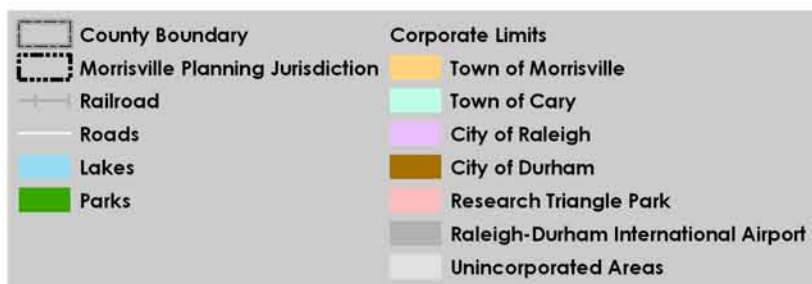 County Boundary
Morrisville Planning Jurisdiction
Railroad
Roads
Lakes
Parks
Corporate Limits
Town of Morrisville
Town of Cary
City of Raleigh
City of Durham
Research Triangle Park
Raleigh-Durham International Airport
Unincorporated Areas